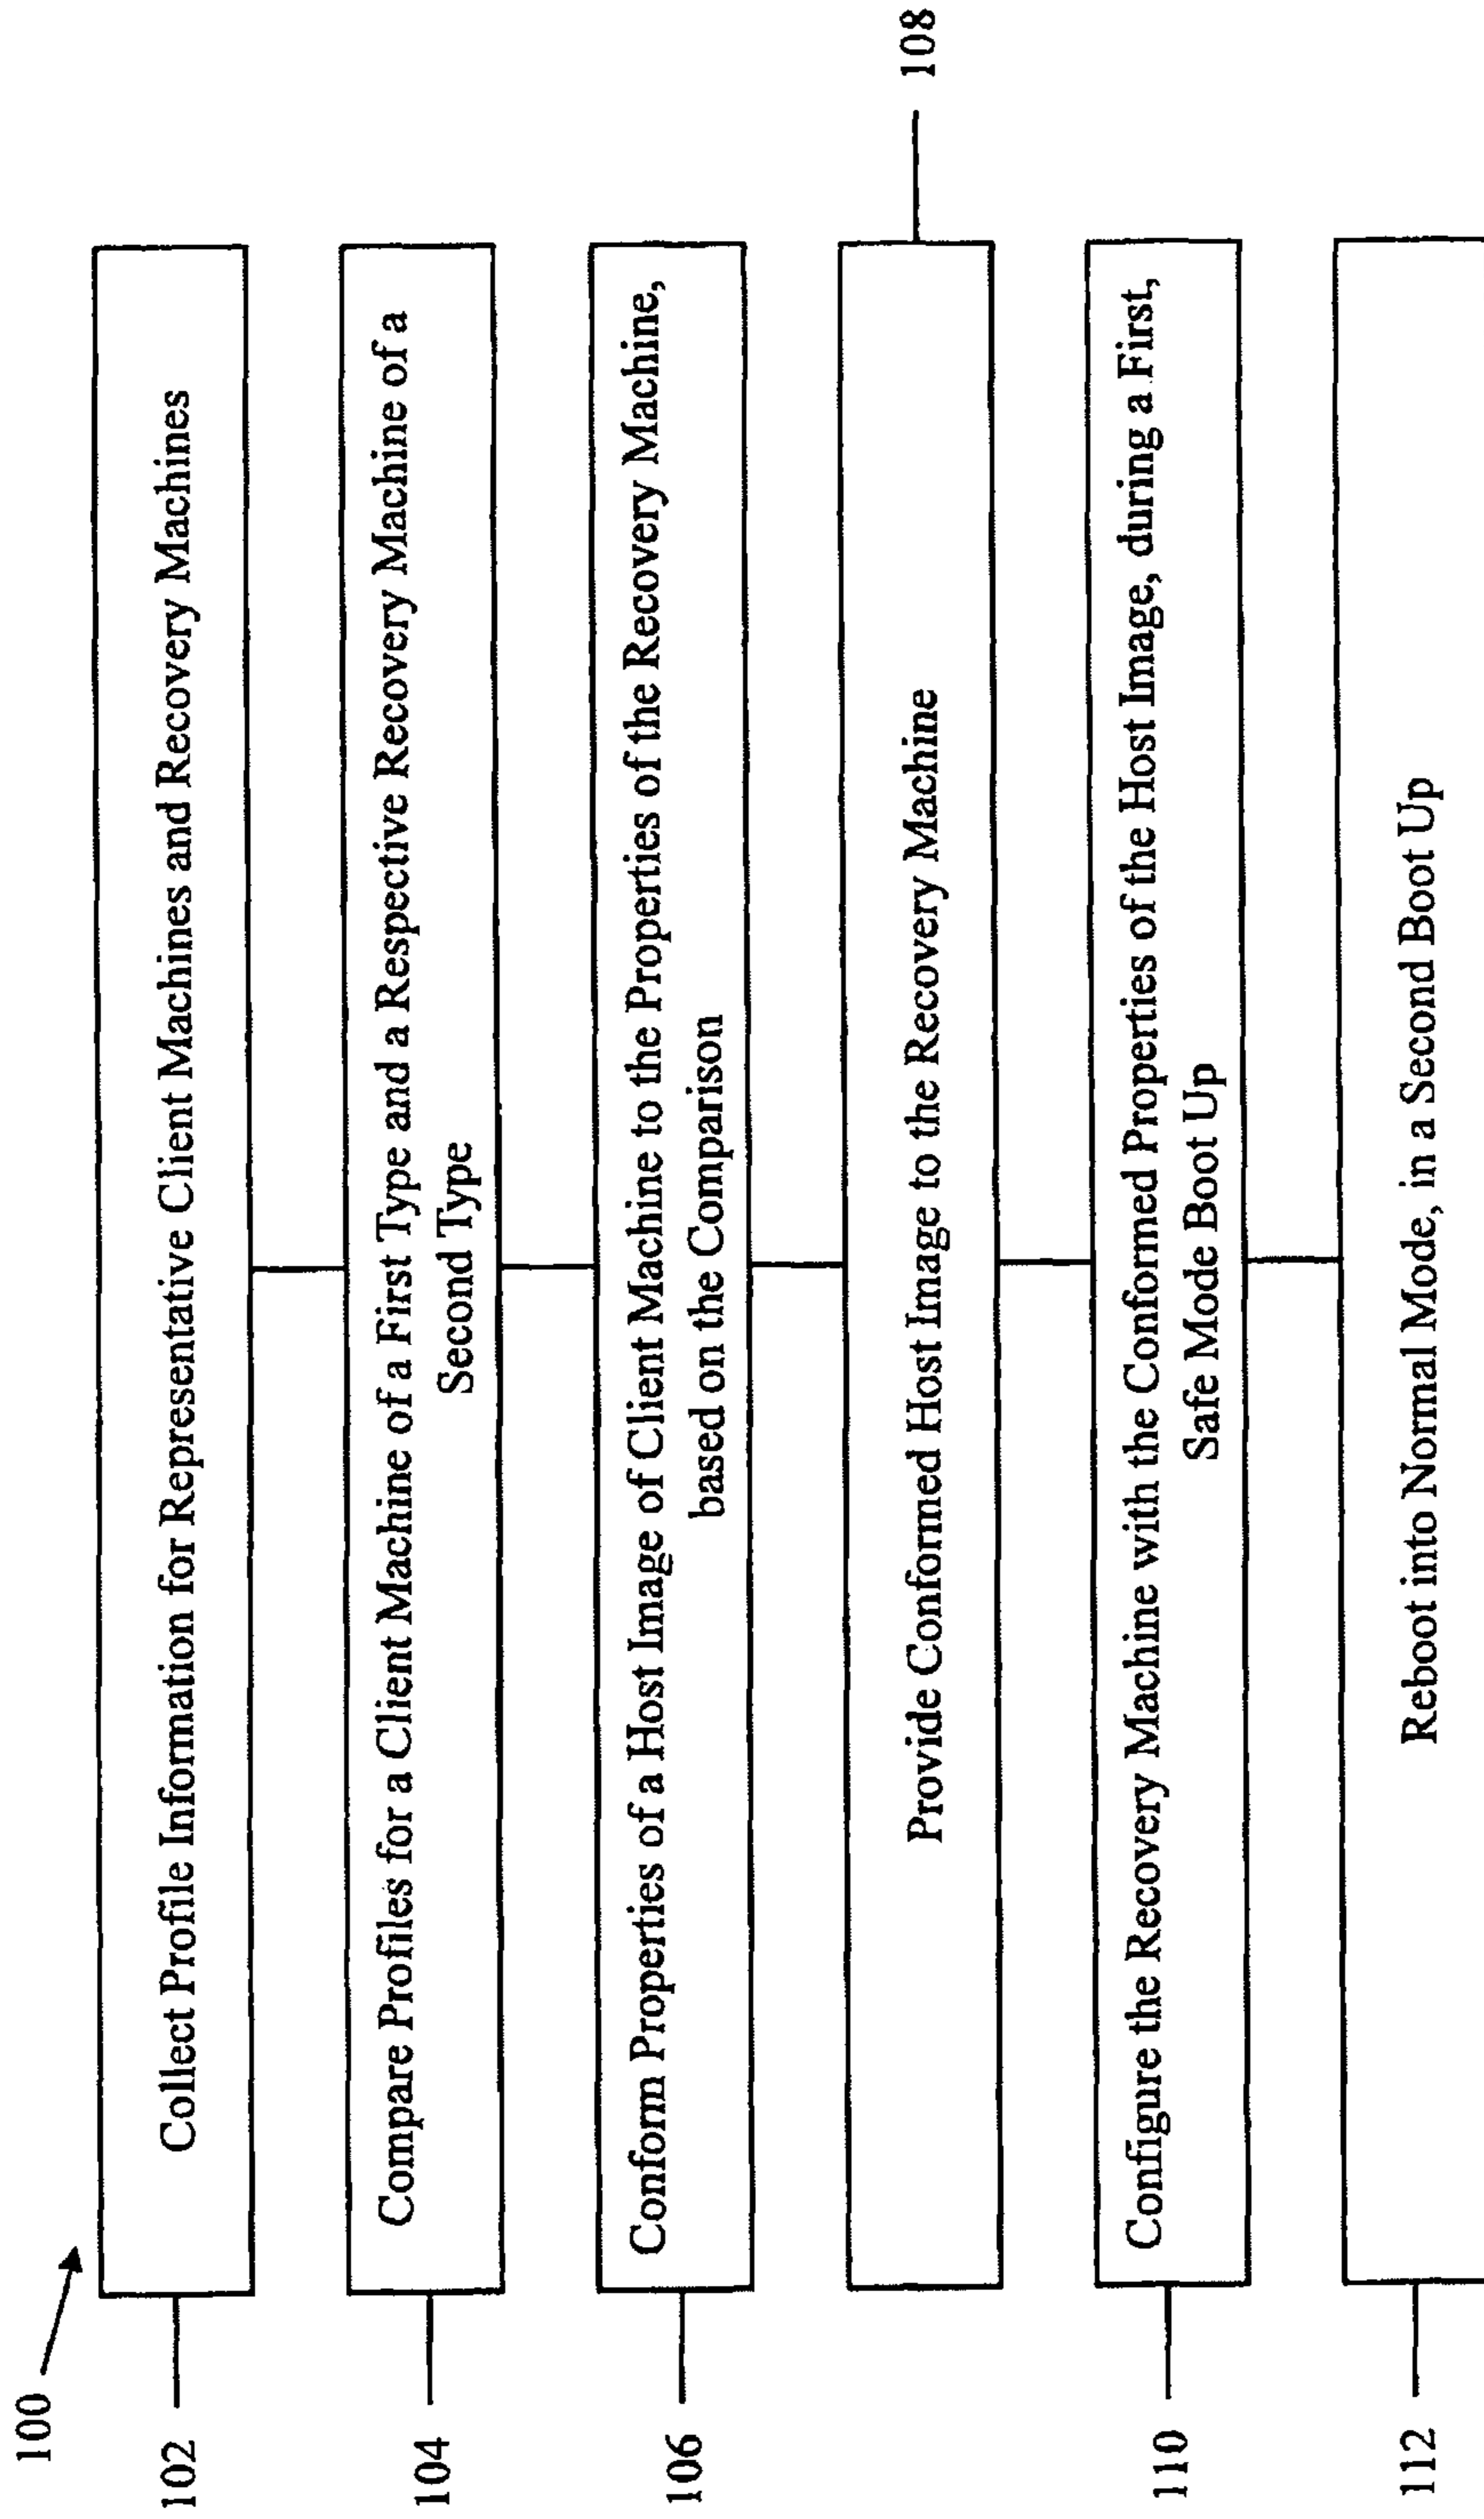 100
102
Collect Profile Information for Representative Client Machines and Recovery Machines
104
Compare Profiles for a Client Machine of a First Type and a Respective Recovery Machine of a
Second Type
106
Conform Properties of a Host Image of Client Machine to the Properties of the Recovery Machine,
based on the Comparison
Provide Conformed Host Image to the Recovery Machine
108
110
Configure the Recovery Machine with the Conformed Properties of the Host Image, during a First,
Safe Mode Boot Up
112
Reboot into Normal Mode, in a Second Boot Up